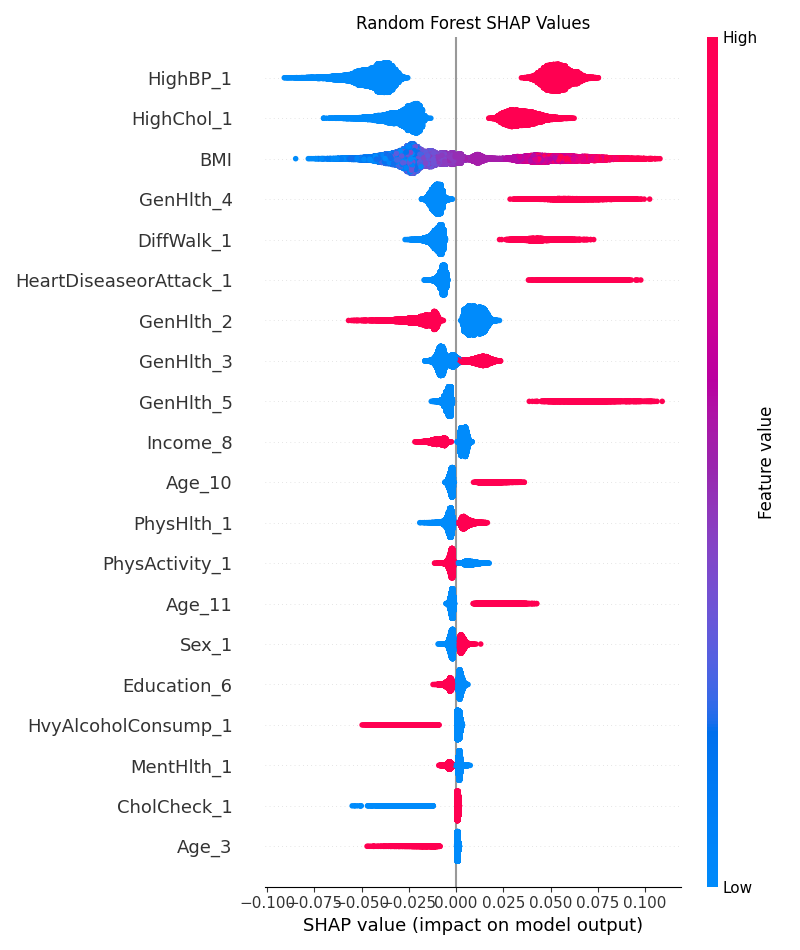 Random Forest SHAP Values
High
HighBP_1
HighChol_1
BMI
GenHlth_4
DiffWalk_1
HeartDiseaseorAttack_1
GenHlth_2
GenHlth_3
GenHlth_5
Income_8
Age_10
PhysHlth_1
PhysActivity_1
Age_11
Sex_1
Education_6
HvyAlcoholConsump_1
MentHlth_1
CholCheck_1
Age_3
Feature value
Low
−0.100 −0.075 −0.050 −0.025 0.000 0.025 0.050 0.075 0.100
SHAP value (impact on model output)